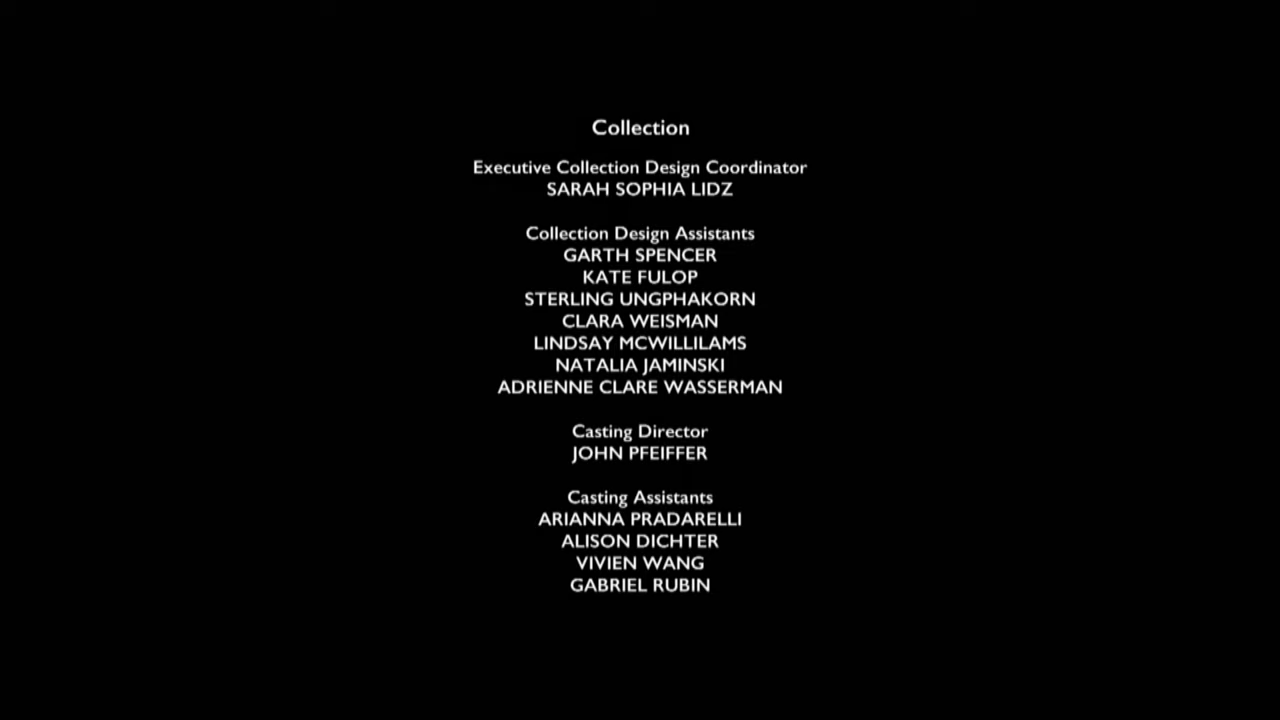 Collection
Executive Collection Design Coordinator
SARAH SOPHIA LIDZ
Collection Design Assistants
GARTH SPENCER
KATE FULOP
STERLING UNGPHAKORN
CLARA WEISMAN
LINDSAY MCWILLILAMS
NATALIA JAMINSKI
ADRIENNE CLARE WASSERMAN
Casting Director
JOHN PFEIFFER
Casting Assistants
ARIANNA PRADARELLI
ALISON DICHTER
VIVIEN WANG
GABRIEL RUBIN